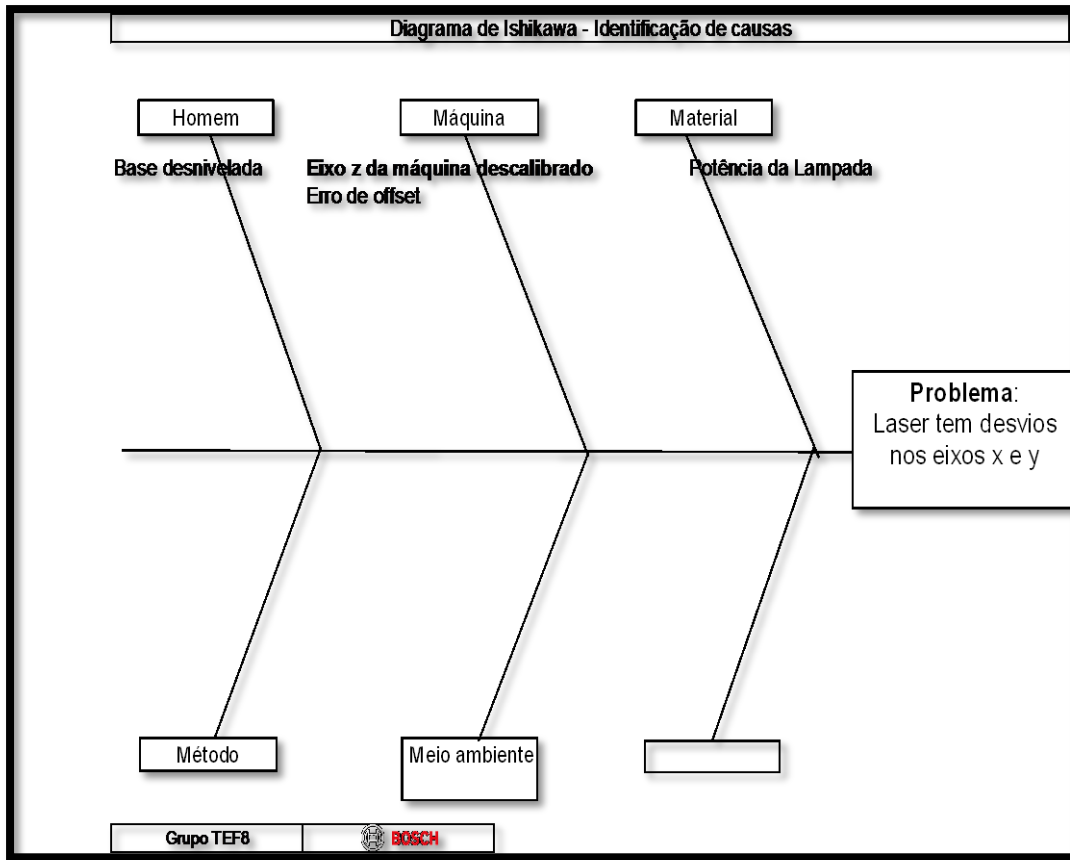 Diagrama de Ishikawa - Identificação de causas
Homem
Máquina
Material
Base desnivelada
Eixo z da máquina descalibrado
Erro de offset
Potência da Lampada
Problema:
Laser tem desvios
nos eixos x e y
Método
Meio ambiente
Grupo TEF8
BOSCH